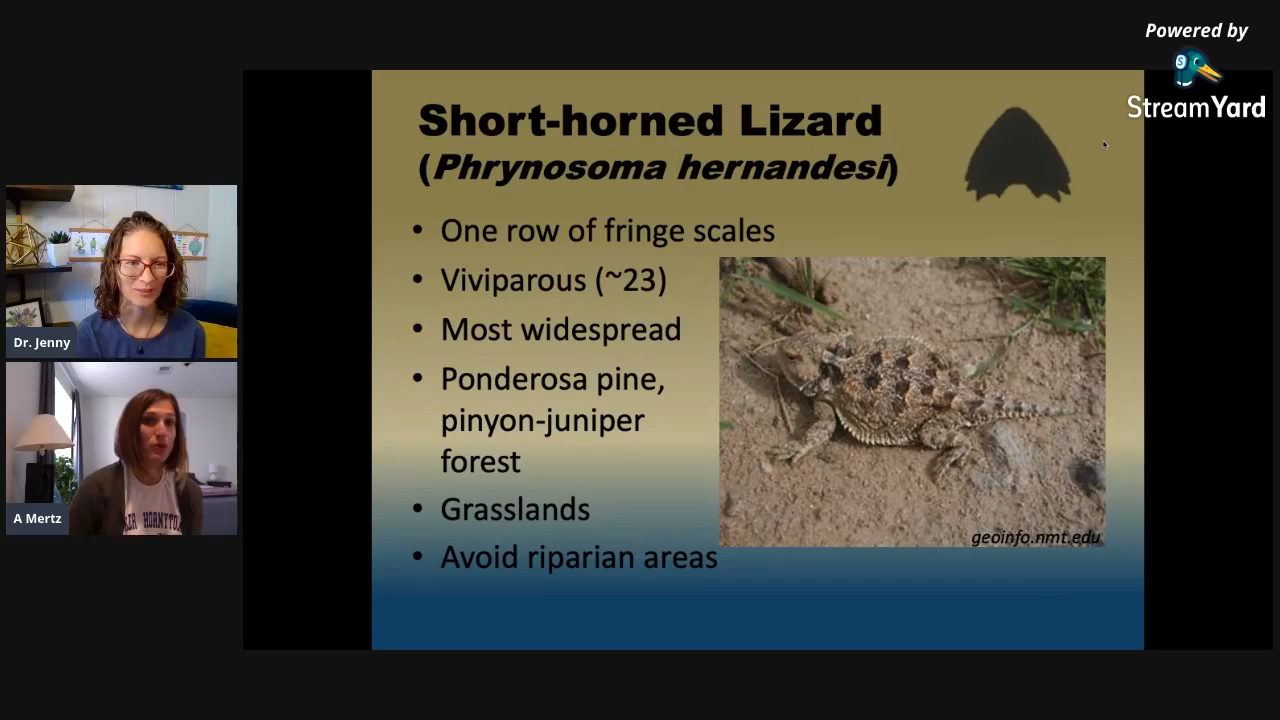 Powered by
StreamYard
Short-horned Lizard
(Phrynosoma hernandesi)
• One row of fringe scales
• Viviparous (~23)
• Most widespread
• Ponderosa pine,
pinyon-juniper
forest
• Grasslands
• Avoid riparian areas
geoinfo.nmt.edu
Dr. Jenny
A Mertz